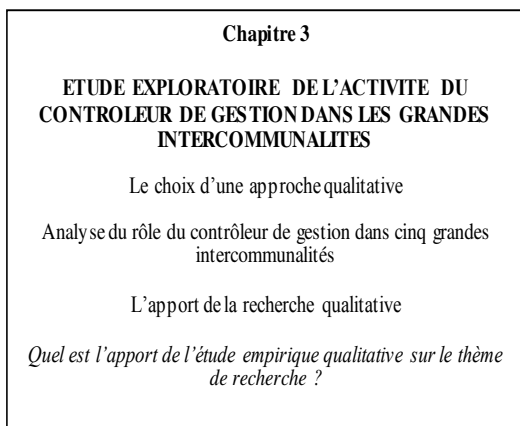 Chapitre 3
ETUDE EXPLORATOIRE DE L'ACTIVITE DU
CONTROLEUR DE GESTION DANS LES GRANDES
INTERCOMMUNALITES
Le choix d'une approche qualitative
Analyse du rôle du contrôleur de gestion dans cinq grandes
intercommunalités
L'apport de la recherche qualitative
Quel est l'apport de l'étude empirique qualitative sur le thème
de recherche ?